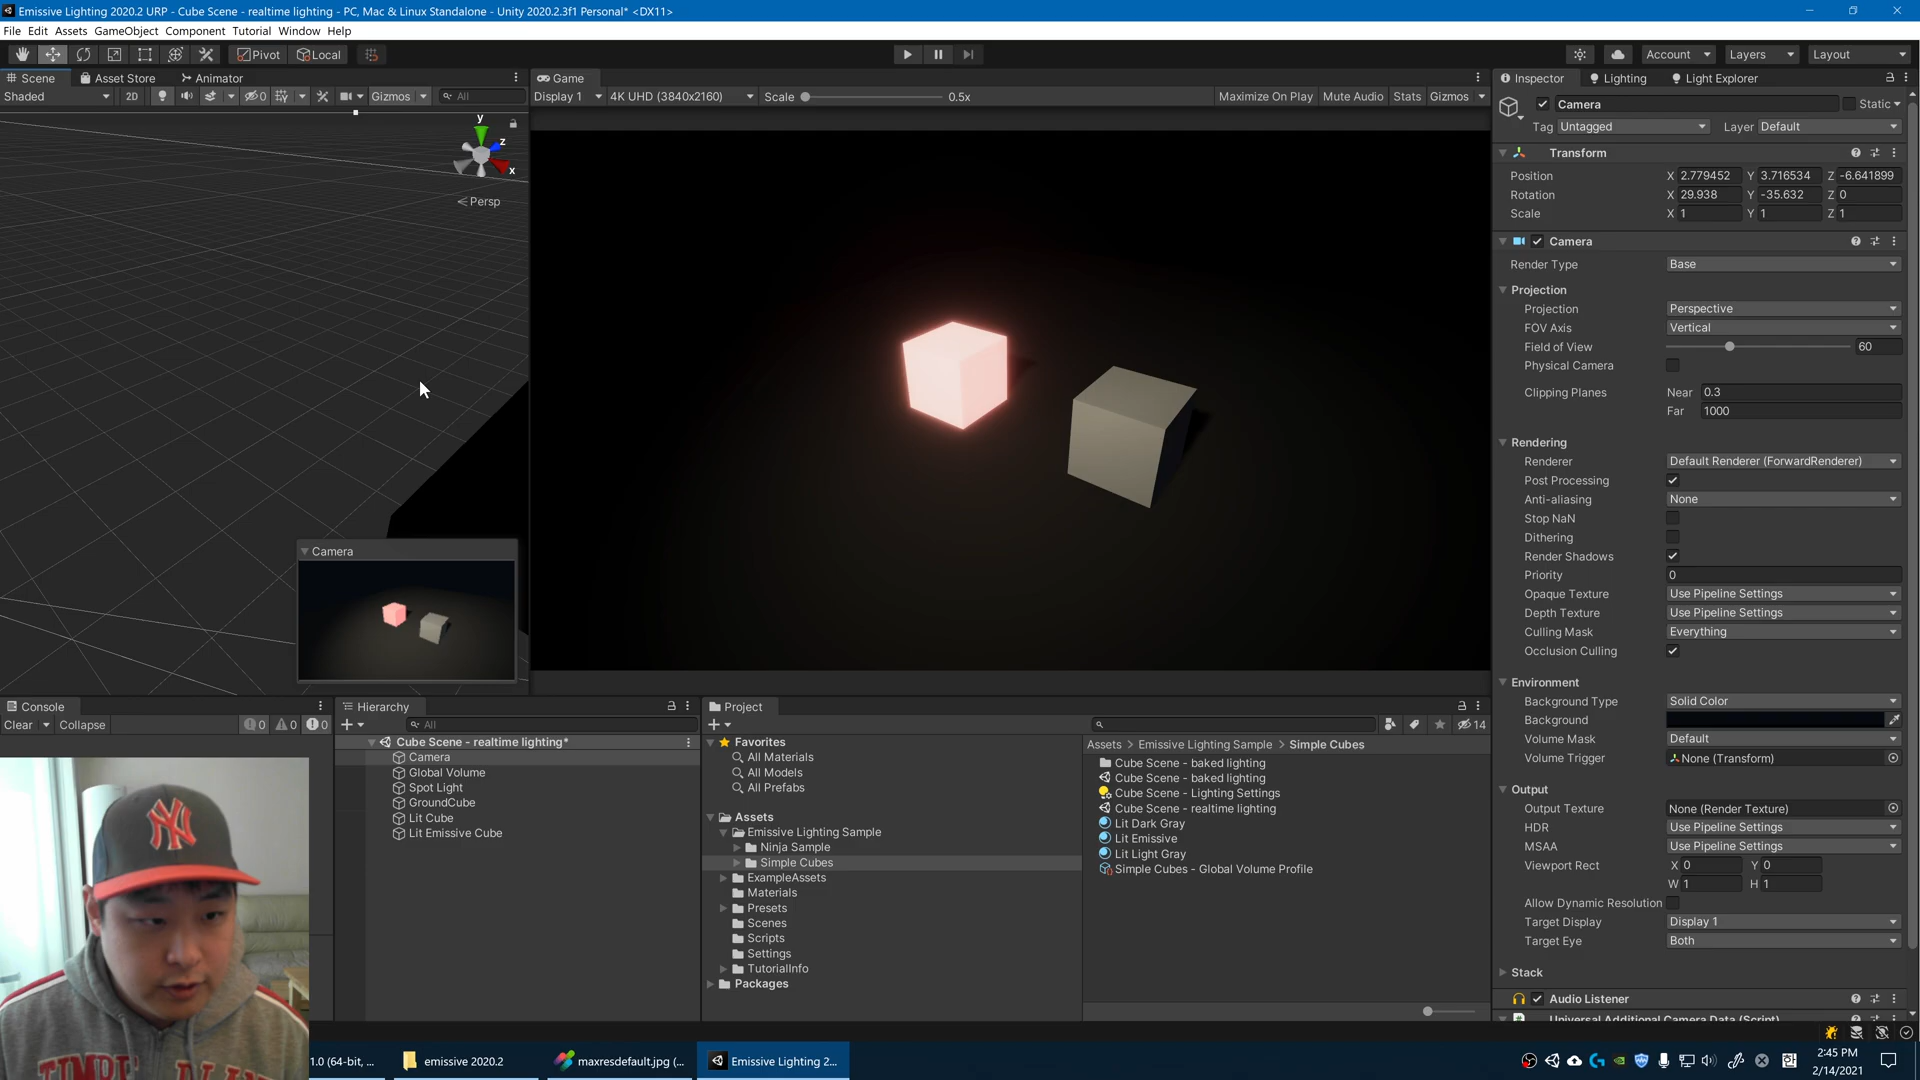 Emissive Lighting 2020.2 URP - Cube Scene - realtime lighting - PC, Mac & Linux Standalone - Unity 2020.2.3f1 Personal* <DX11>
File Edit Assets GameObject Component Tutorial Window Help
Pivot Local Account Layers Layout
Scene Asset Store Animator
Shaded 2D 0 Gizmos All
y
z
x
Persp
Camera
Game
Display 1 4K UHD (3840x2160) Scale 0.5x Maximize On Play Mute Audio Stats Gizmos
Inspector Lighting Light Explorer
Camera Static
Tag Untagged Layer Default
Transform
Position X 2.779452 Y 3.716534 Z -6.641899
Rotation X 29.938 Y -35.632 Z 0
Scale X 1 Y 1 Z 1
Camera
Render Type Base
Projection
Projection Perspective
FOV Axis Vertical
Field of View 60
Physical Camera
Clipping Planes Near 0.3
Far 1000
Rendering
Renderer Default Renderer (ForwardRenderer)
Post Processing
Anti-aliasing None
Stop NaN
Dithering
Render Shadows
Priority 0
Opaque Texture Use Pipeline Settings
Depth Texture Use Pipeline Settings
Culling Mask Everything
Occlusion Culling
Environment
Background Type Solid Color
Background
Volume Mask Default
Volume Trigger None (Transform)
Output
Output Texture None (Render Texture)
HDR Use Pipeline Settings
MSAA Use Pipeline Settings
Viewport Rect X 0 Y 0
W 1 H 1
Allow Dynamic Resolution
Target Display Display 1
Target Eye Both
Stack
Audio Listener
Universal Additional Camera Data (Script)
Console
Clear Collapse 0 0 0
Hierarchy
All
Cube Scene - realtime lighting*
Camera
Global Volume
Spot Light
GroundCube
Lit Cube
Lit Emissive Cube
Project
14
Favorites
All Materials
All Models
All Prefabs
Assets
Emissive Lighting Sample
Ninja Sample
Simple Cubes
ExampleAssets
Materials
Presets
Scenes
Scripts
Settings
TutorialInfo
Packages
Assets > Emissive Lighting Sample > Simple Cubes
Cube Scene - baked lighting
Cube Scene - baked lighting
Cube Scene - Lighting Settings
Cube Scene - realtime lighting
Lit Dark Gray
Lit Emissive
Lit Light Gray
Simple Cubes - Global Volume Profile
NY
1.0 (64-bit, ... emissive 2020.2 maxresdefault.jpg (... Emissive Lighting 2...
2:45 PM
2/14/2021